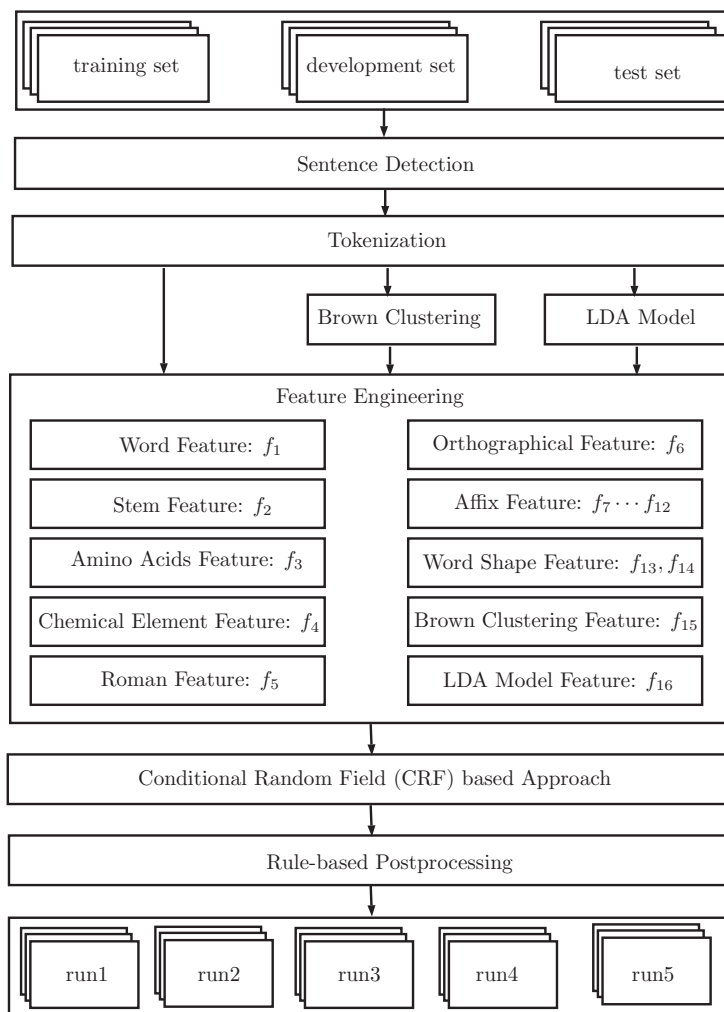 training set
development set
test set
Sentence Detection
Tokenization
Brown Clustering
LDA Model
Feature Engineering
Word Feature: f₁
Orthographical Feature: f₆
Stem Feature: f₂
Affix Feature: f₇ ⋯ f₁₂
Amino Acids Feature: f₃
Word Shape Feature: f₁₃, f₁₄
Chemical Element Feature: f₄
Brown Clustering Feature: f₁₅
Roman Feature: f₅
LDA Model Feature: f₁₆
Conditional Random Field (CRF) based Approach
Rule-based Postprocessing
run1
run2
run3
run4
run5